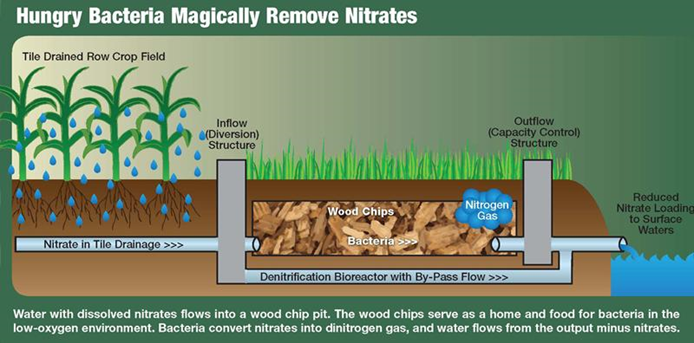 Hungry Bacteria Magically Remove Nitrates
Tile Drained Row Crop Field
Inflow
(Diversion)
Structure
Outflow
(Capacity Control)
Structure
Wood Chips
Nitrogen
Gas
Reduced
Nitrate Loading
to Surface
Waters
Nitrate in Tile Drainage >>>
Bacteria >>>
Denitrification Bioreactor with By-Pass Flow >>>
Water with dissolved nitrates flows into a wood chip pit. The wood chips serve as a home and food for bacteria in the
low-oxygen environment. Bacteria convert nitrates into dinitrogen gas, and water flows from the output minus nitrates.